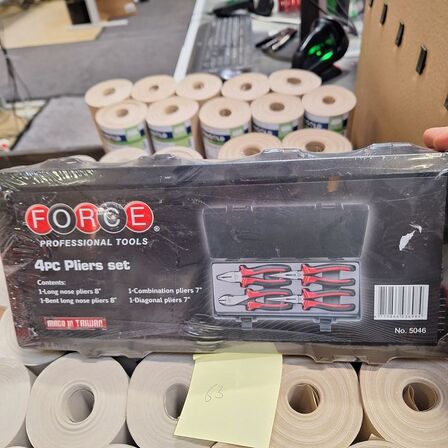 FORCE®
PROFESSIONAL TOOLS
4PC Pliers set
Contents:
1-Long nose pliers 8" 1-Combination pliers 7"
1-Bent long nose pliers 8" 1-Diagonal pliers 7"
MADE IN TAIWAN
No. 5046
63